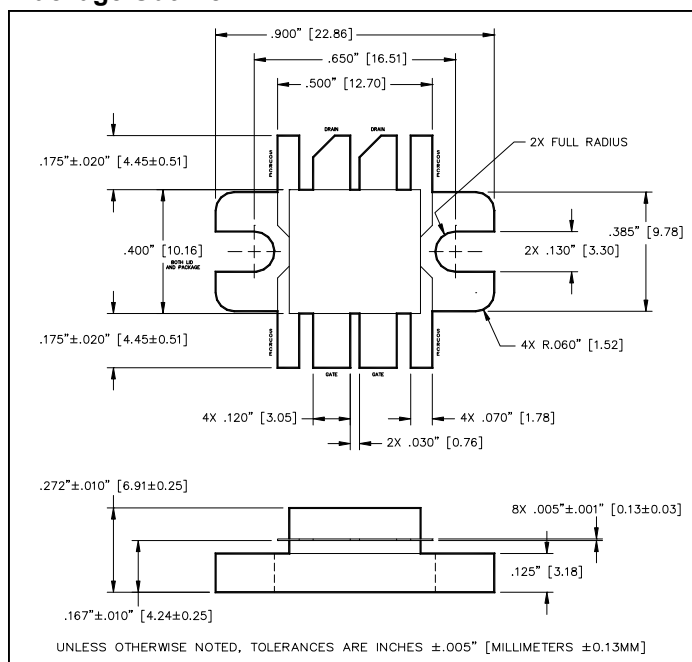 .900" [22.86]
.650" [16.51]
.500" [12.70]
DRAIN
DRAIN
2X FULL RADIUS
SOURCE
SOURCE
.175"±.020" [4.45±0.51]
.385" [9.78]
.400" [10.16]
BOTH LID
AND PACKAGE
2X .130" [3.30]
.175"±.020" [4.45±0.51]
SOURCE
SOURCE
4X R.060" [1.52]
GATE
GATE
4X .120" [3.05]
4X .070" [1.78]
2X .030" [0.76]
.272"±.010" [6.91±0.25]
8X .005"±.001" [0.13±0.03]
.125" [3.18]
.167"±.010" [4.24±0.25]
UNLESS OTHERWISE NOTED, TOLERANCES ARE INCHES ±.005" [MILLIMETERS ±0.13MM]